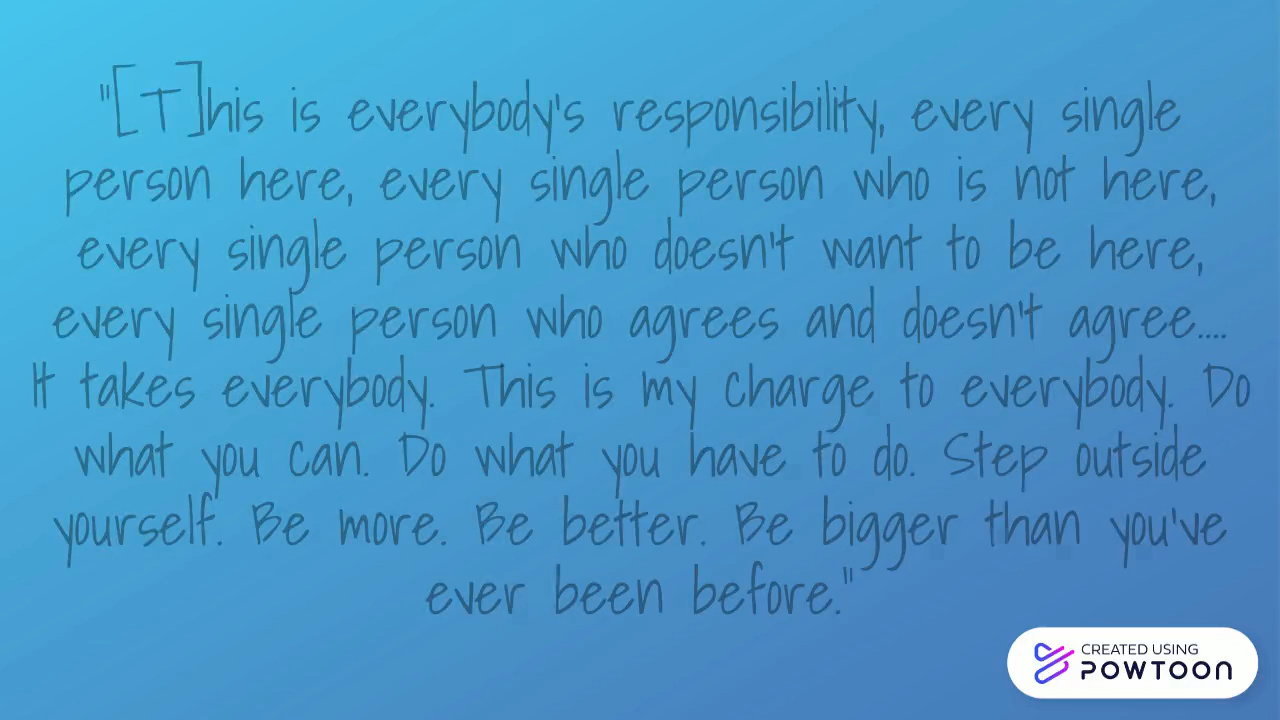 "[T]his is everybody's responsibility, every single
person here, every single person who is not here,
every single person who doesn't want to be here,
every single person who agrees and doesn't agree....
It takes everybody. This is my charge to everybody. Do
what you can. Do what you have to do. Step outside
yourself. Be more. Be better. Be bigger than you've
ever been before."
CREATED USING
POWTOON